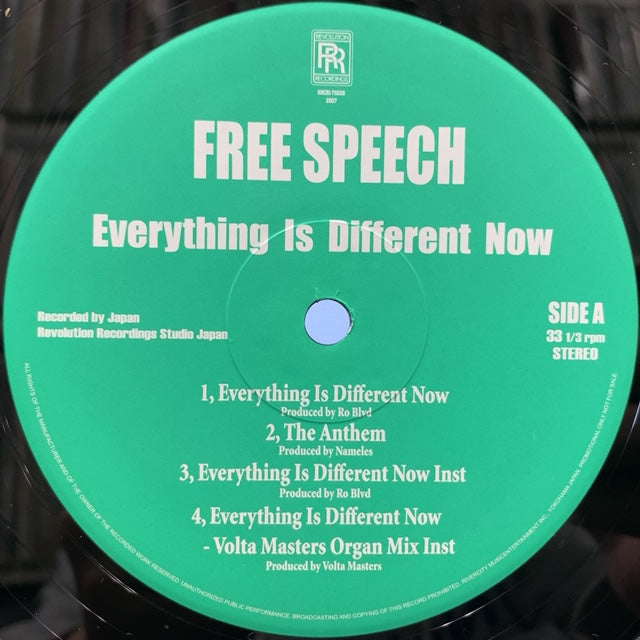 REVOLUTION
RR
RECORDINGS
2007
FREE SPEECH
Everything Is Different Now
Recorded by Japan
Revolution Recordings Studio Japan
SIDE A
33 1/3 rpm
STEREO
1, Everything Is Different Now
Produced by Ro Blvd
2, The Anthem
Produced by Nameles
3, Everything Is Different Now Inst
Produced by Ro Blvd
4, Everything Is Different Now
- Volta Masters Organ Mix Inst
Produced by Volta Masters
ALL RIGHTS OF THE MANUFACTURER AND OF THE OWNER OF THE RECORDED WORK RESERVED. UNAUTHORIZED PUBLIC PERFORMANCE, BROADCASTING AND COPYING OF THIS RECORD PROHIBITED. RIVERCITY MUSICENTERTAINMENT INC., YOKOHAMA JAPAN. PROMOTIONAL ONLY NOT FOR SALE.